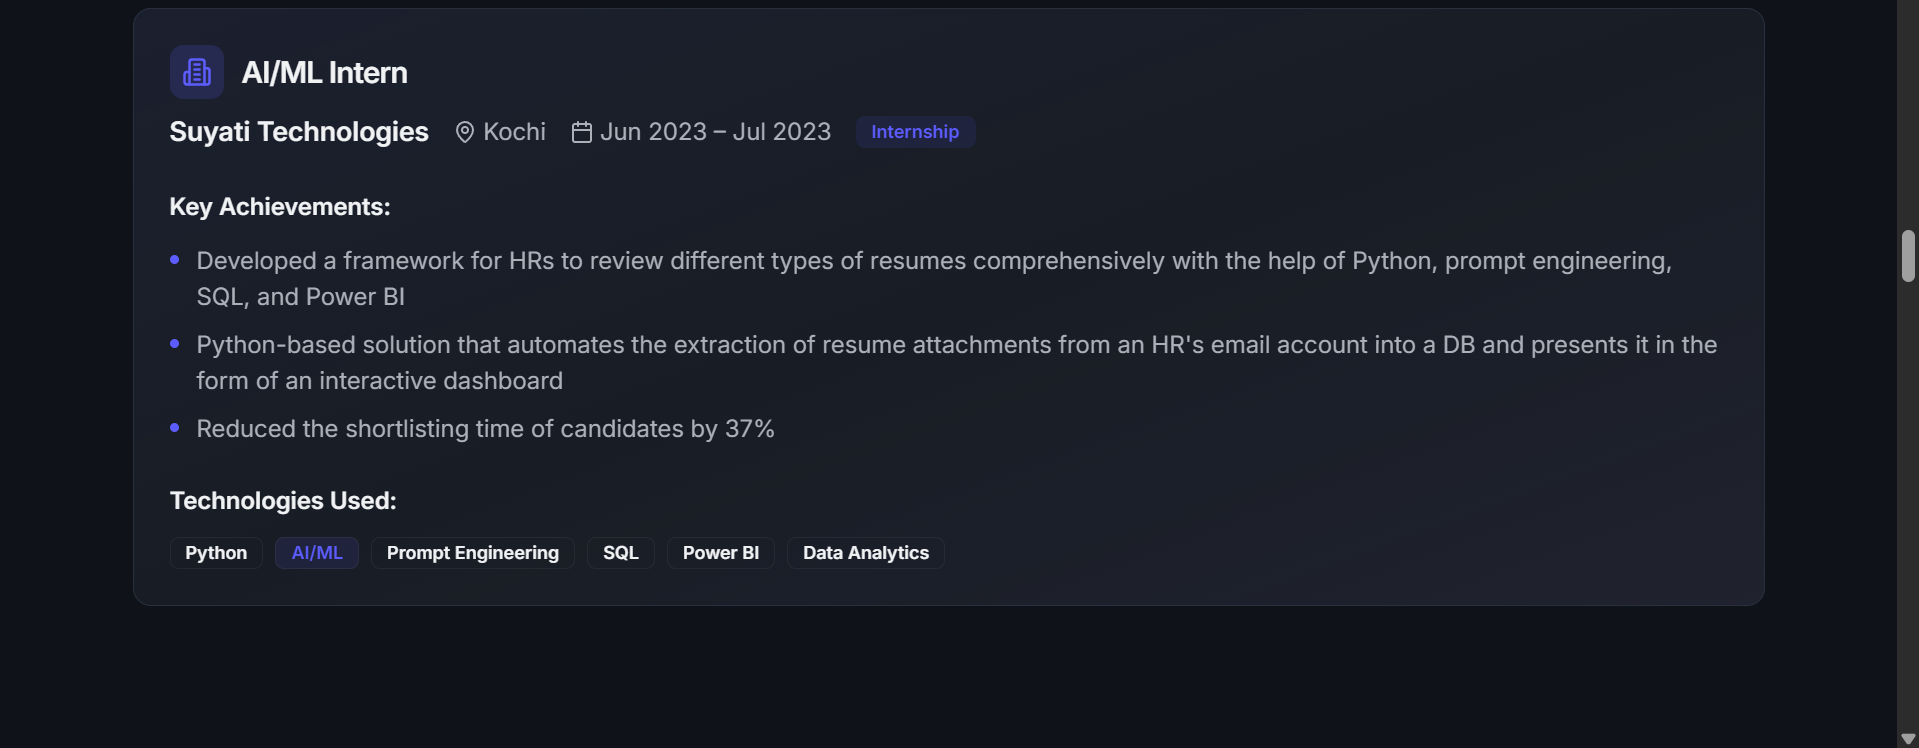 AI/ML Intern
Suyati Technologies Kochi Jun 2023 – Jul 2023 Internship
Key Achievements:
Developed a framework for HRs to review different types of resumes comprehensively with the help of Python, prompt engineering,
SQL, and Power BI
Python-based solution that automates the extraction of resume attachments from an HR's email account into a DB and presents it in the
form of an interactive dashboard
Reduced the shortlisting time of candidates by 37%
Technologies Used:
Python AI/ML Prompt Engineering SQL Power BI Data Analytics